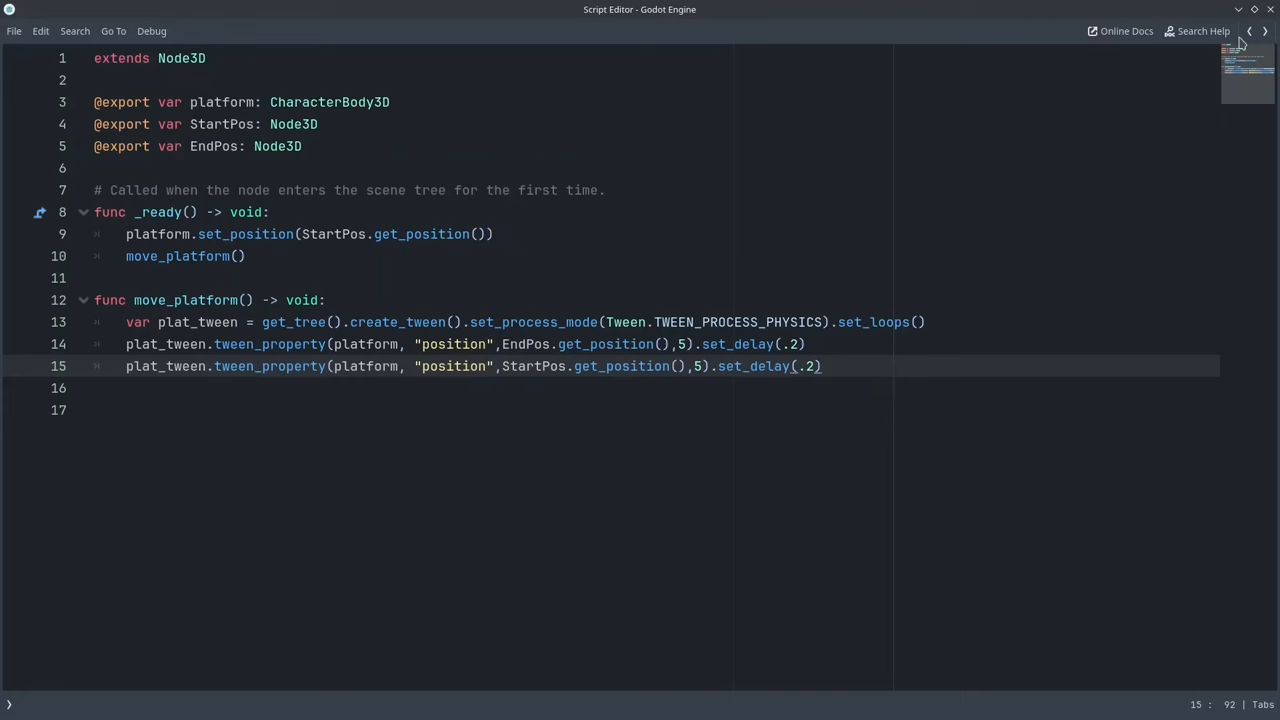 Script Editor - Godot Engine
File Edit Search Go To Debug Online Docs Search Help
1 extends Node3D
2
3 @export var platform: CharacterBody3D
4 @export var StartPos: Node3D
5 @export var EndPos: Node3D
6
7 # Called when the node enters the scene tree for the first time.
8 func _ready() -> void:
9 platform.set_position(StartPos.get_position())
10 move_platform()
11
12 func move_platform() -> void:
13 var plat_tween = get_tree().create_tween().set_process_mode(Tween.TWEEN_PROCESS_PHYSICS).set_loops()
14 plat_tween.tween_property(platform, "position",EndPos.get_position(),5).set_delay(.2)
15 plat_tween.tween_property(platform, "position",StartPos.get_position(),5).set_delay(.2)
16
17
15 : 92 | Tabs